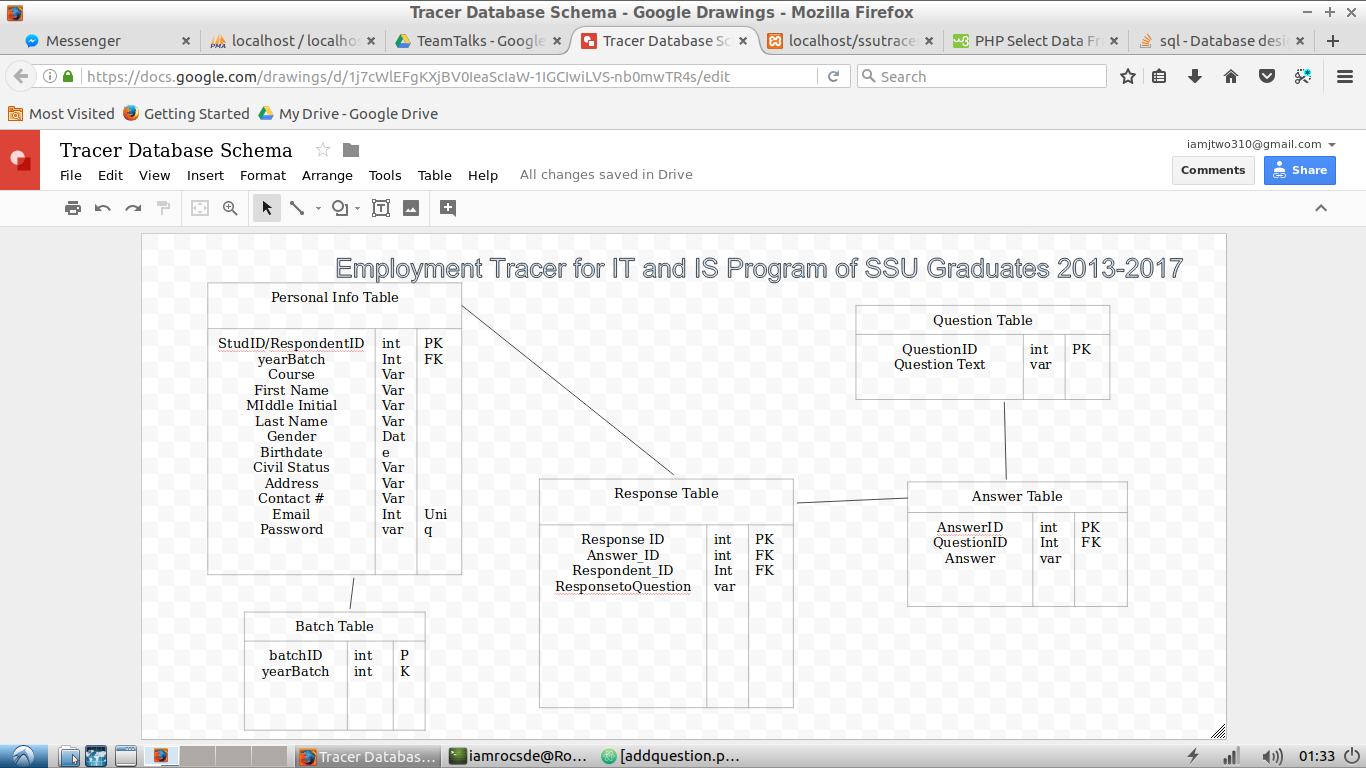 Tracer Database Schema - Google Drawings - Mozilla Firefox
Messenger
localhost / localho
TeamTalks - Google
Tracer Database Sc
localhost/ssutrace
PHP Select Data Fr
sql - Database desi
https://docs.google.com/drawings/d/1j7cWlEFgKXjBV0IeaScIaW-1IGCIwiLVS-nb0mwTR4s/edit
Search
Most Visited
Getting Started
My Drive - Google Drive
Tracer Database Schema
iamjtwo310@gmail.com
File Edit View Insert Format Arrange Tools Table Help All changes saved in Drive
Comments
Share
Employment Tracer for IT and IS Program of SSU Graduates 2013-2017
Personal Info Table
StudID/RespondentID int PK
yearBatch Int FK
Course Var
First Name Var
MIddle Initial Var
Last Name Var
Gender Dat
Birthdate e
Civil Status Var
Address Var
Contact # Var
Email Int Uni
Password var q
Question Table
QuestionID int PK
Question Text var
Response Table
Response ID int PK
Answer_ID int FK
Respondent_ID Int FK
ResponsetoQuestion var
Answer Table
AnswerID int PK
QuestionID Int FK
Answer var
Batch Table
batchID int P
yearBatch int K
Tracer Databas...
iamrocsde@Ro...
[addquestion.p...
01:33